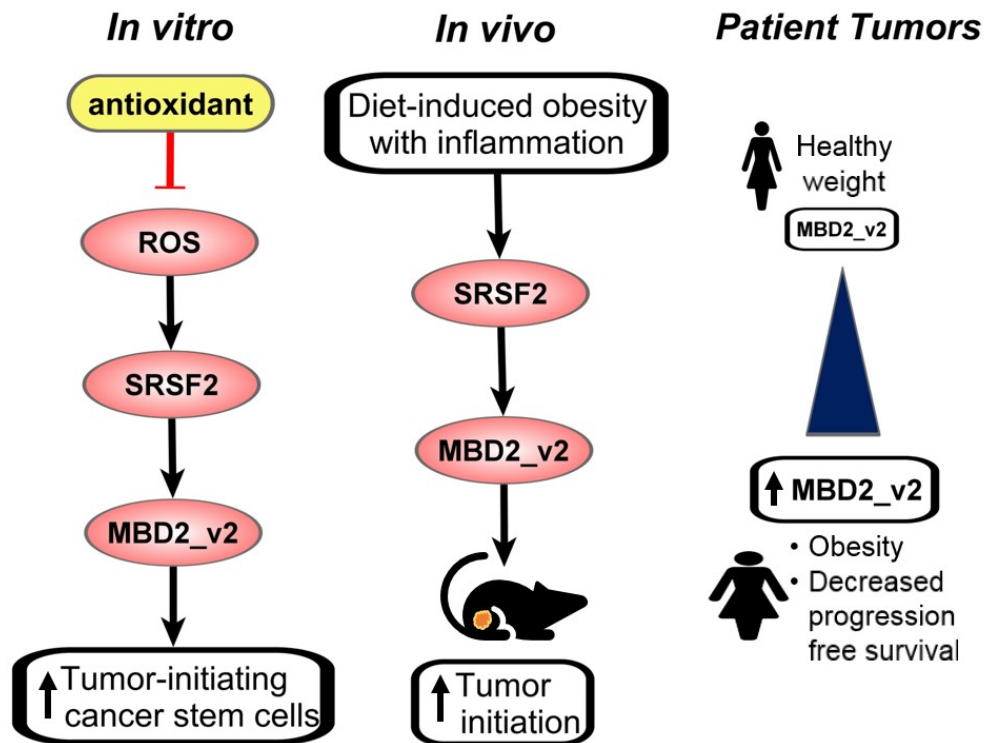 In vitro
antioxidant
ROS
SRSF2
MBD2_v2
Tumor-initiating
cancer stem cells
In vivo
Diet-induced obesity
with inflammation
SRSF2
MBD2_v2
Tumor
initiation
Patient Tumors
Healthy
weight
MBD2_v2
MBD2_v2
• Obesity
• Decreased
progression
free survival